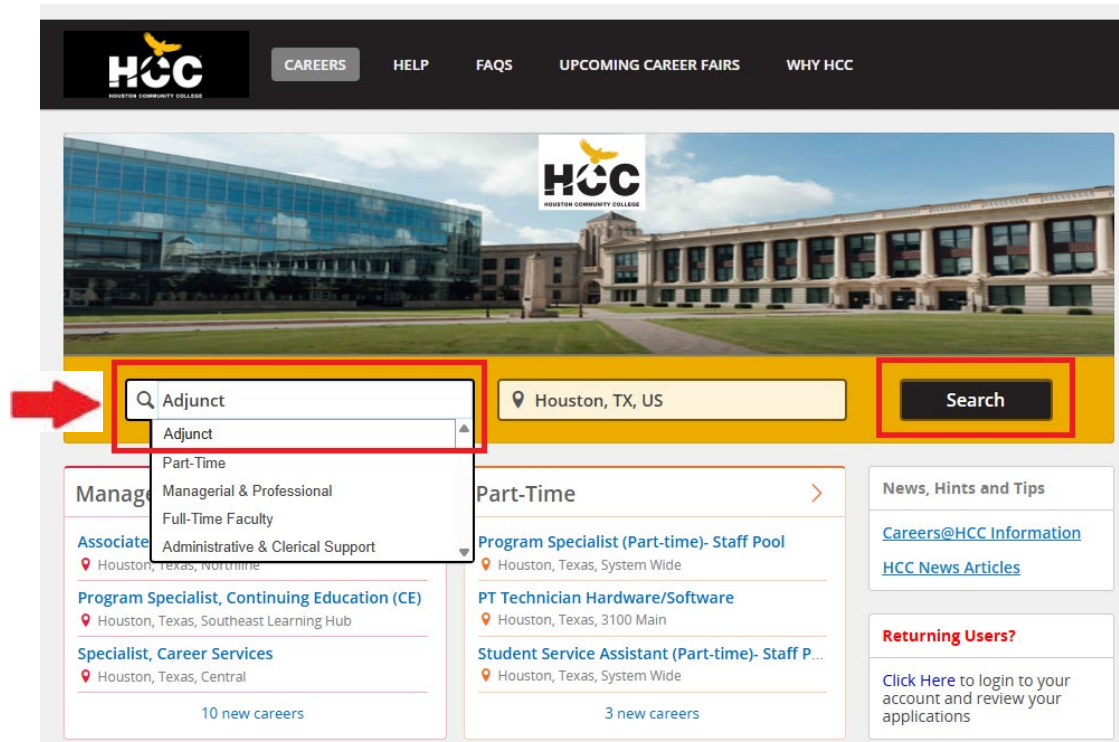 HCC
HOUSTON COMMUNITY COLLEGE
CAREERS
HELP
FAQS
UPCOMING CAREER FAIRS
WHY HCC
HCC
HOUSTON COMMUNITY COLLEGE
Adjunct
Houston, TX, US
Search
Adjunct
Part-Time
Managerial & Professional
Full-Time Faculty
Administrative & Clerical Support
Associate
Houston, Texas, Northline
Program Specialist, Continuing Education (CE)
Houston, Texas, Southeast Learning Hub
Specialist, Career Services
Houston, Texas, Central
10 new careers
Part-Time
Program Specialist (Part-time)- Staff Pool
Houston, Texas, System Wide
PT Technician Hardware/Software
Houston, Texas, 3100 Main
Student Service Assistant (Part-time)- Staff P...
Houston, Texas, System Wide
3 new careers
News, Hints and Tips
Careers@HCC Information
HCC News Articles
Returning Users?
Click Here to login to your
account and review your
applications